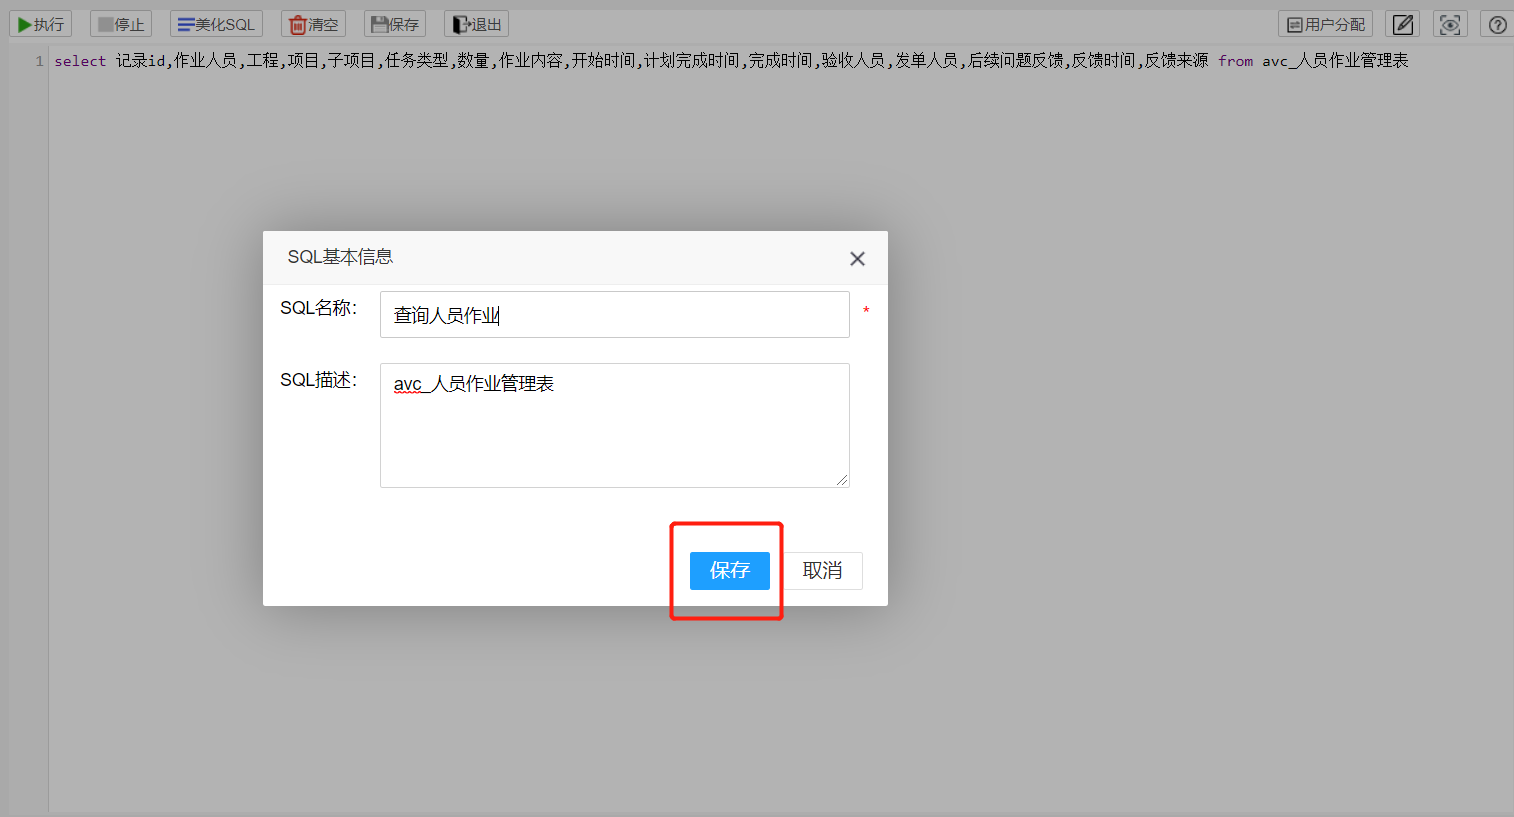 执行 停止 美化SQL 清空 保存 退出 用户分配
1 select 记录id,作业人员,工程,项目,子项目,任务类型,数量,作业内容,开始时间,计划完成时间,完成时间,验收人员,发单人员,后续问题反馈,反馈时间,反馈来源 from avc_人员作业管理表
SQL基本信息
SQL名称: 查询人员作业 *
SQL描述: avc_人员作业管理表
保存 取消